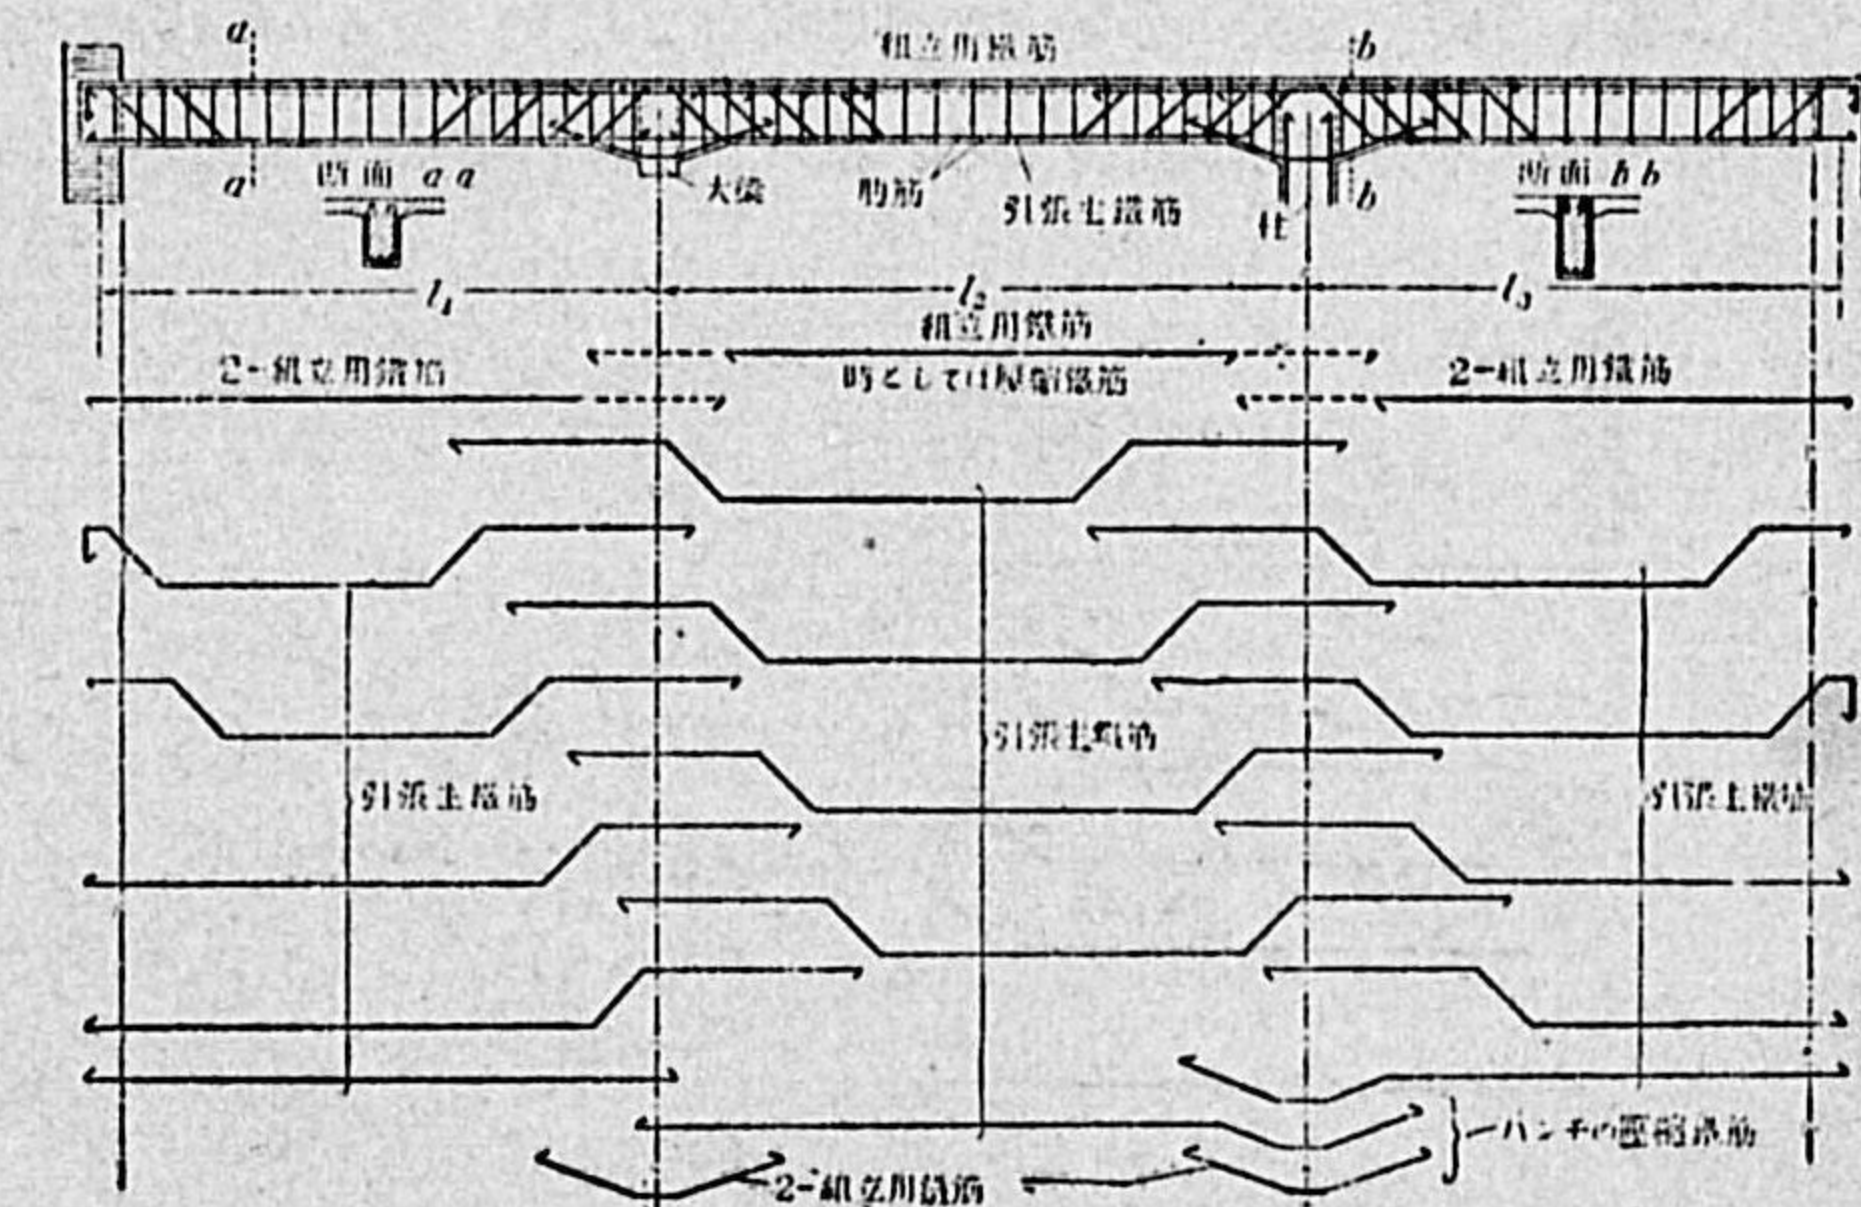 a
組立用鐵筋
b
a
断面 a a
大梁
肋筋
引張主鐵筋
柱
b
断面 b b
l₁
l₂
l₃
組立用鐵筋
2-組立用鐵筋
時としては壓縮鐵筋
2-組立用鐵筋
引張主鐵筋
引張主鐵筋
引張主鐵筋
ハンチの壓縮鐵筋
2-組立用鐵筋